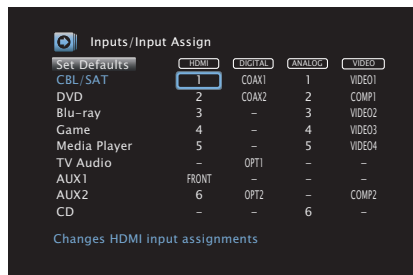 Inputs/Input Assign
Set Defaults HDMI DIGITAL ANALOG VIDEO
CBL/SAT 1 COAX1 1 VIDEO1
DVD 2 COAX2 2 COMP1
Blu-ray 3 – 3 VIDEO2
Game 4 – 4 VIDEO3
Media Player 5 – 5 VIDEO4
TV Audio – OPT1 – –
AUX1 FRONT – – –
AUX2 6 OPT2 – COMP2
CD – – 6 –
Changes HDMI input assignments